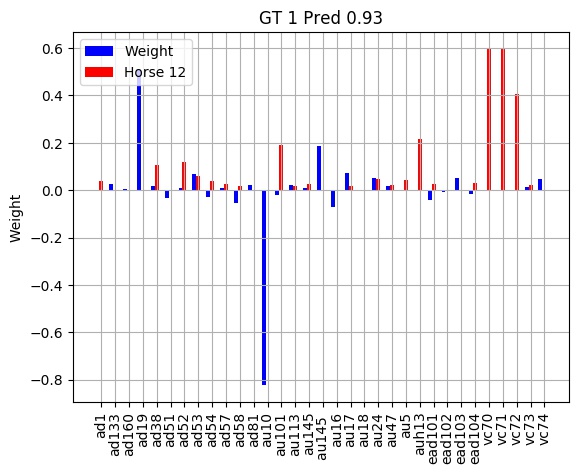 GT 1 Pred 0.93
Weight
Horse 12
0.6
0.4
0.2
0.0
−0.2
−0.4
−0.6
−0.8
Weight
ad1
ad133
ad160
ad19
ad38
ad51
ad52
ad53
ad54
ad57
ad58
ad81
au10
au101
au113
au145
au145
au16
au17
au18
au24
au47
au5
auh13
ead101
ead102
ead103
ead104
vc70
vc71
vc72
vc73
vc74